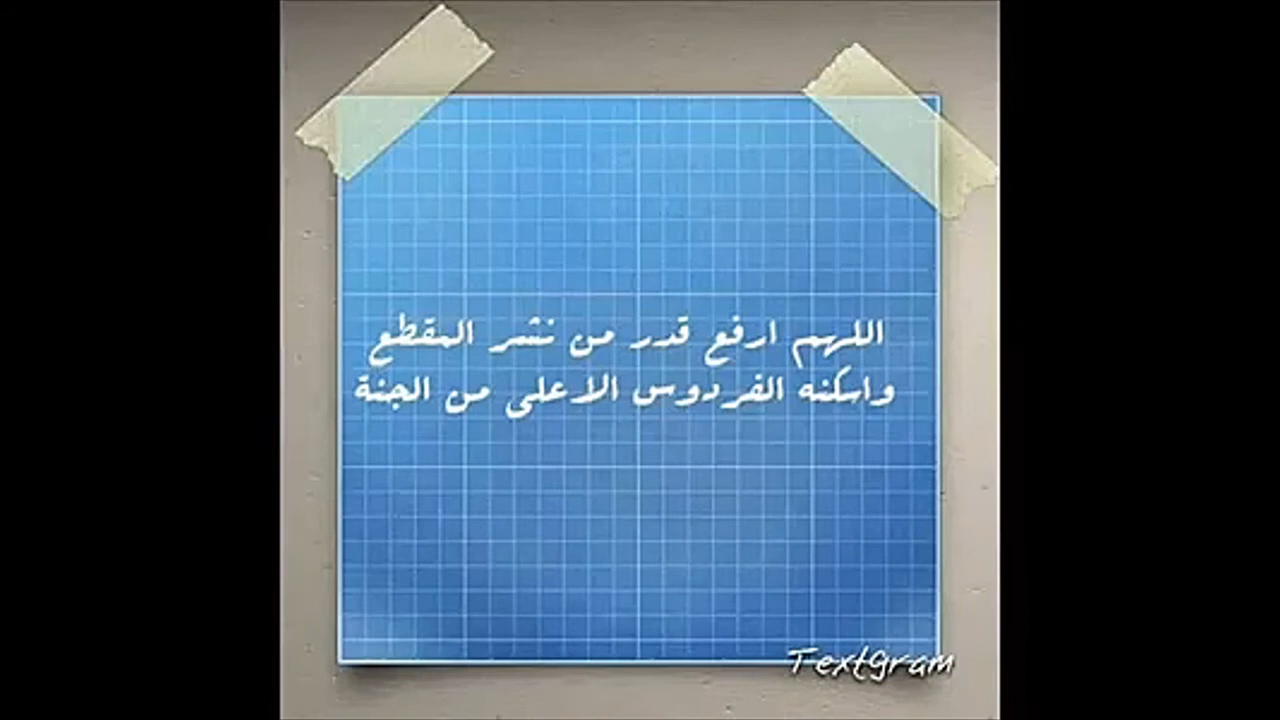 اللهم ارفع قدر من نشر المقطع
واسكنه الفردوس الاعلى من الجنة
Textgram